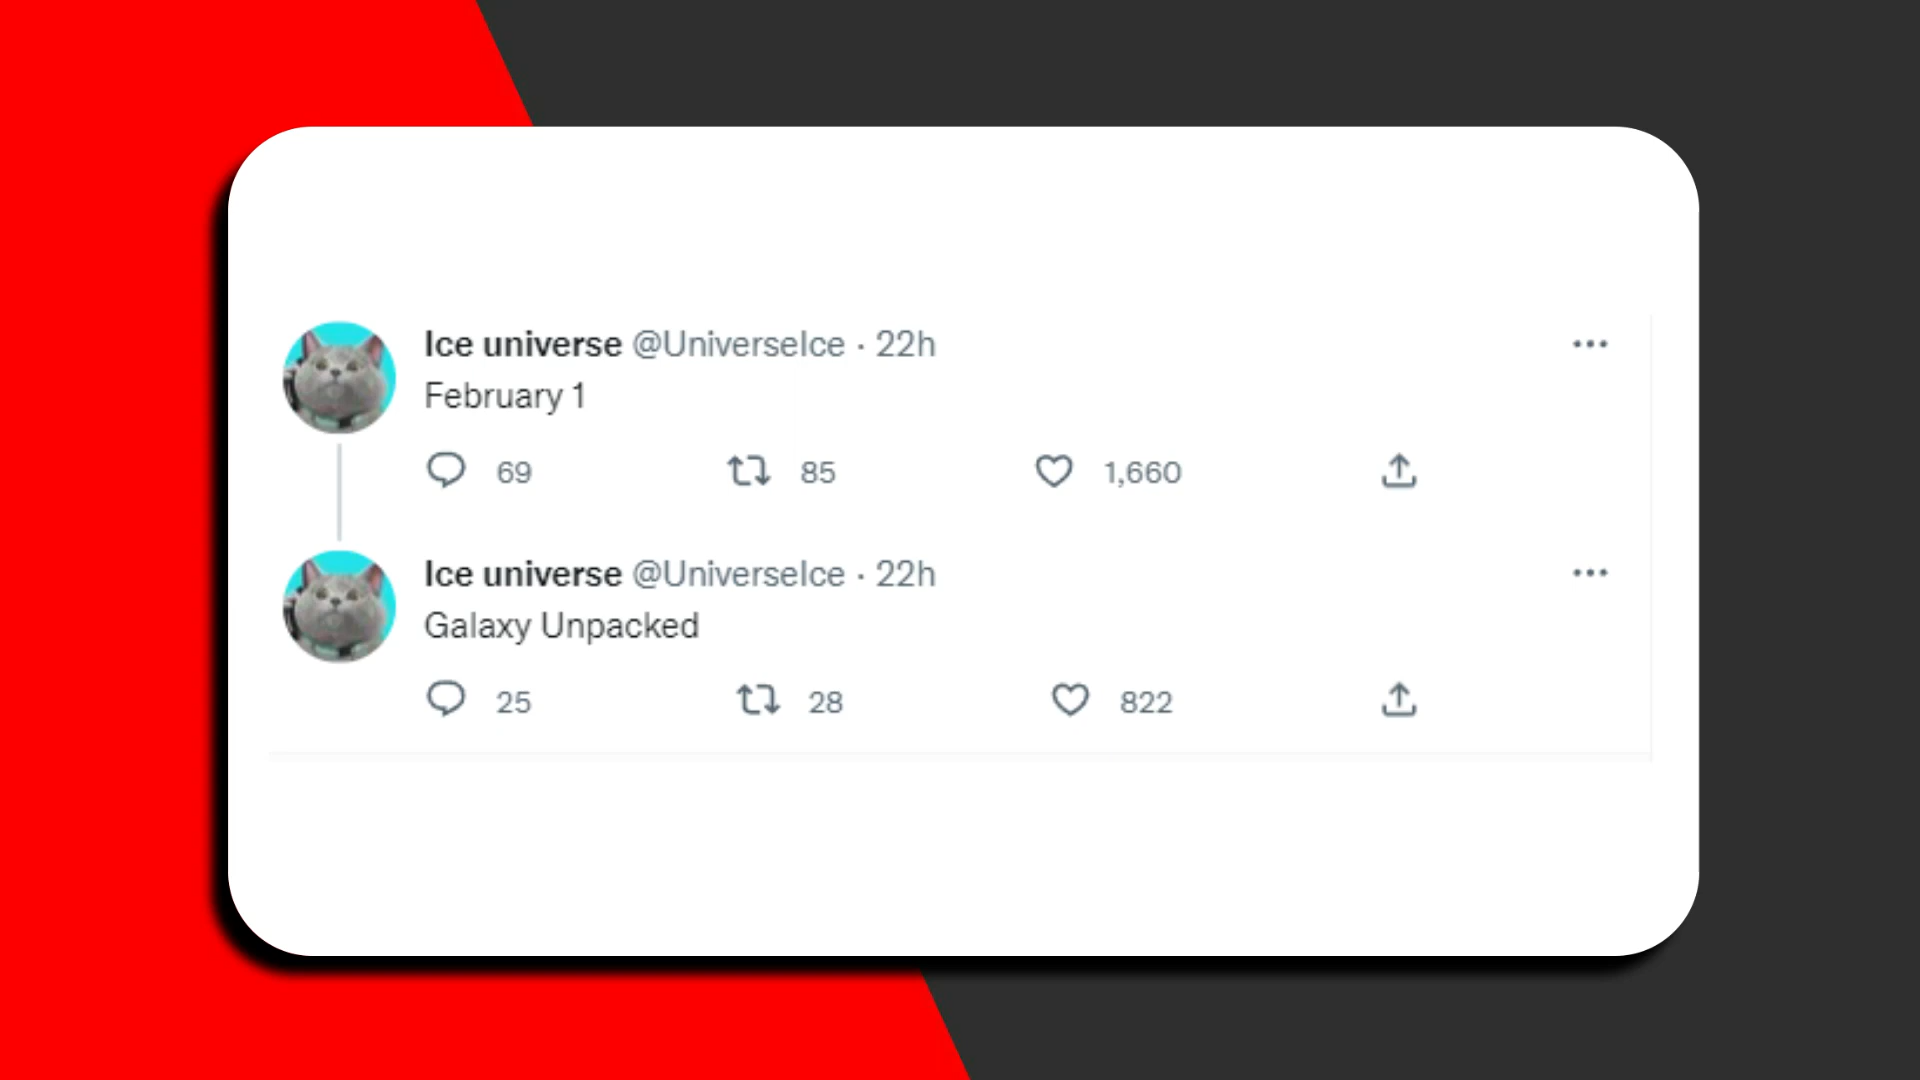 Ice universe @UniverseIce · 22h
February 1
69 85 1,660
Ice universe @UniverseIce · 22h
Galaxy Unpacked
25 28 822